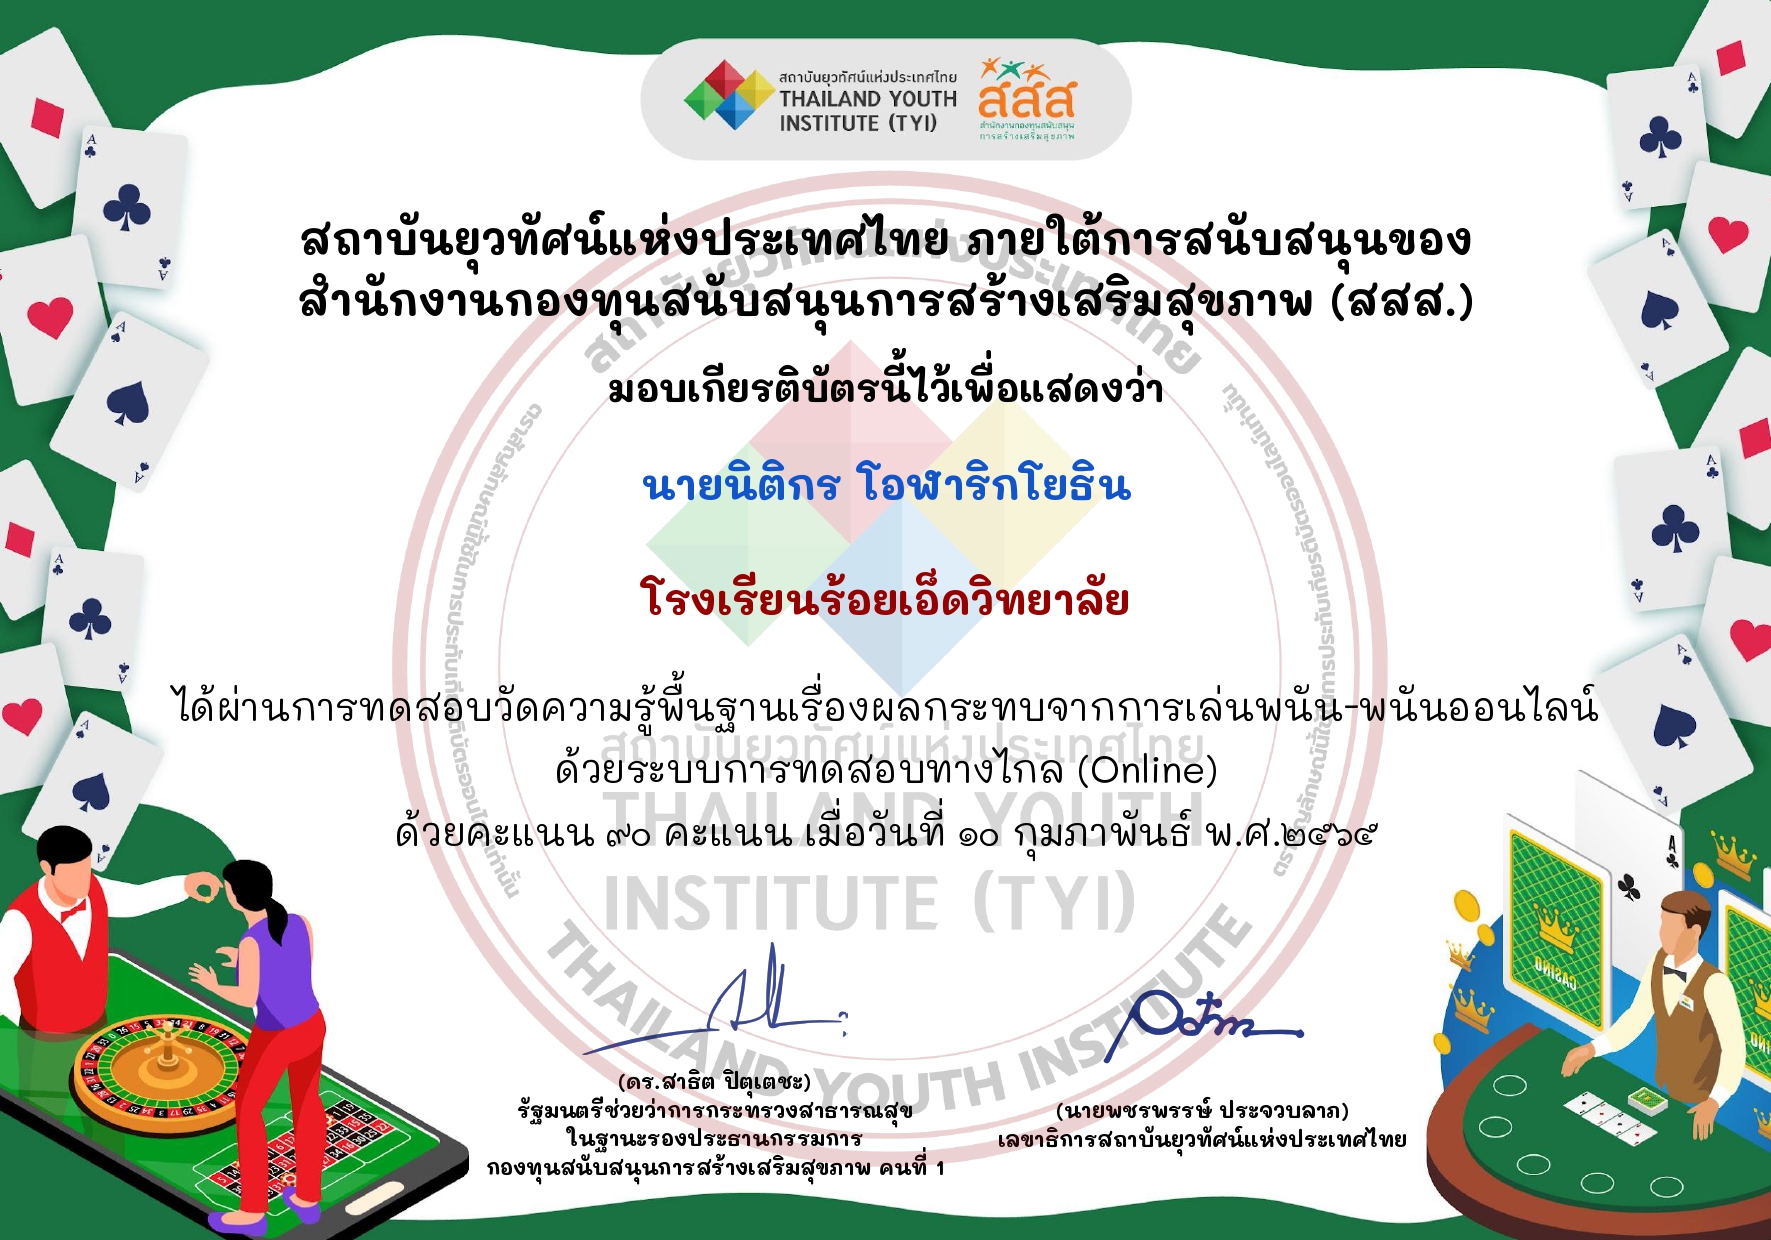 สถาบันยุวทัศน์แห่งประเทศไทย
THAILAND YOUTH
INSTITUTE (TYI)
สสส
สำนักงานกองทุนสนับสนุน
การสร้างเสริมสุขภาพ
สถาบันยุวทัศน์แห่งประเทศไทย ภายใต้การสนับสนุนของ
สำนักงานกองทุนสนับสนุนการสร้างเสริมสุขภาพ (สสส.)
มอบเกียรติบัตรนี้ไว้เพื่อแสดงว่า
นายนิติกร โอฬาริกโยธิน
โรงเรียนร้อยเอ็ดวิทยาลัย
ได้ผ่านการทดสอบวัดความรู้พื้นฐานเรื่องผลกระทบจากการเล่นพนัน-พนันออนไลน์
ด้วยระบบการทดสอบทางไกล (Online)
ด้วยคะแนน ๙๐ คะแนน เมื่อวันที่ ๑๐ กุมภาพันธ์ พ.ศ.๒๕๖๕
สถาบันยุวทัศน์แห่งประเทศไทย
สถาบันยุวทัศน์แห่งประเทศไทย
THAILAND YOUTH
INSTITUTE (TYI)
THAILAND YOUTH INSTITUTE
(ดร.สาธิต ปิตุเตชะ)
รัฐมนตรีช่วยว่าการกระทรวงสาธารณสุข
ในฐานะรองประธานกรรมการ
กองทุนสนับสนุนการสร้างเสริมสุขภาพ คนที่ 1
(นายพชรพรรษ์ ประจวบลาภ)
เลขาธิการสถาบันยุวทัศน์แห่งประเทศไทย
CASINO